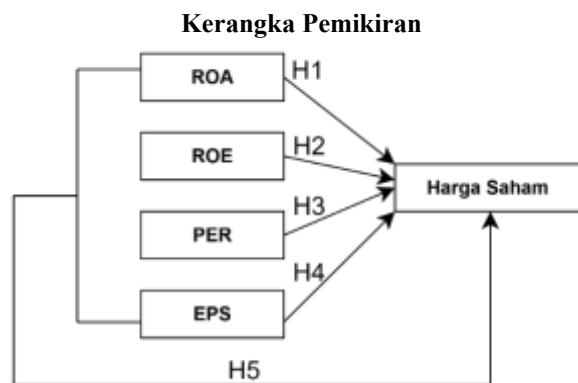 Kerangka Pemikiran
ROA
H1
ROE
H2
Harga Saham
PER
H3
H4
EPS
H5